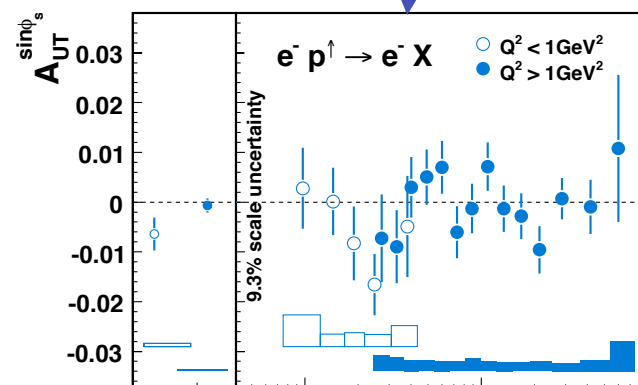 A_UT^sinϕ_s
e⁻ p↑ → e⁻ X
Q² < 1GeV²
Q² > 1GeV²
9.3% scale uncertainty
0.03
0.02
0.01
0
-0.01
-0.02
-0.03